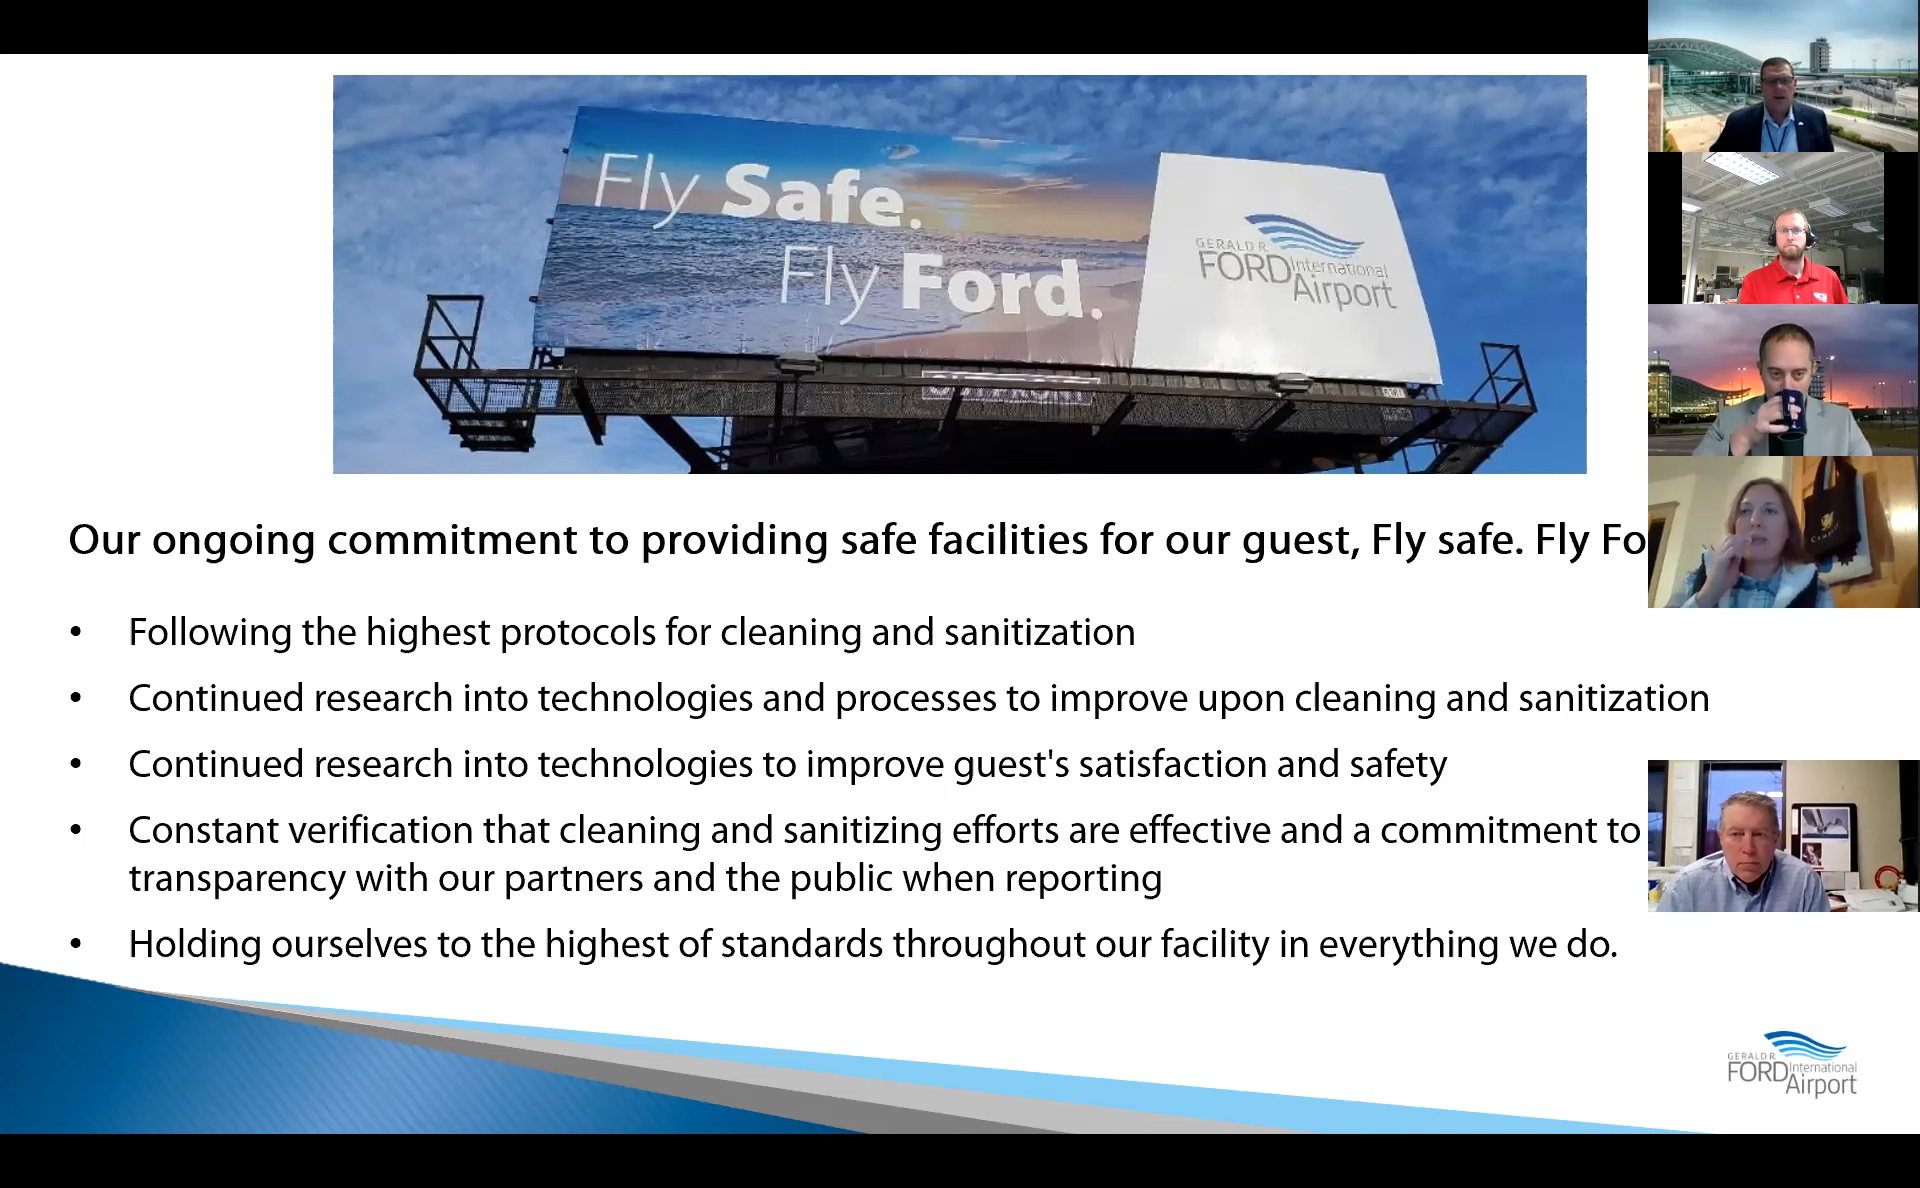 Fly Safe.
Fly Ford.
GERALD R.
FORD International
Airport
Our ongoing commitment to providing safe facilities for our guest, Fly safe. Fly Fo
• Following the highest protocols for cleaning and sanitization
• Continued research into technologies and processes to improve upon cleaning and sanitization
• Continued research into technologies to improve guest's satisfaction and safety
• Constant verification that cleaning and sanitizing efforts are effective and a commitment to
transparency with our partners and the public when reporting
• Holding ourselves to the highest of standards throughout our facility in everything we do.
GERALD R.
FORD International
Airport